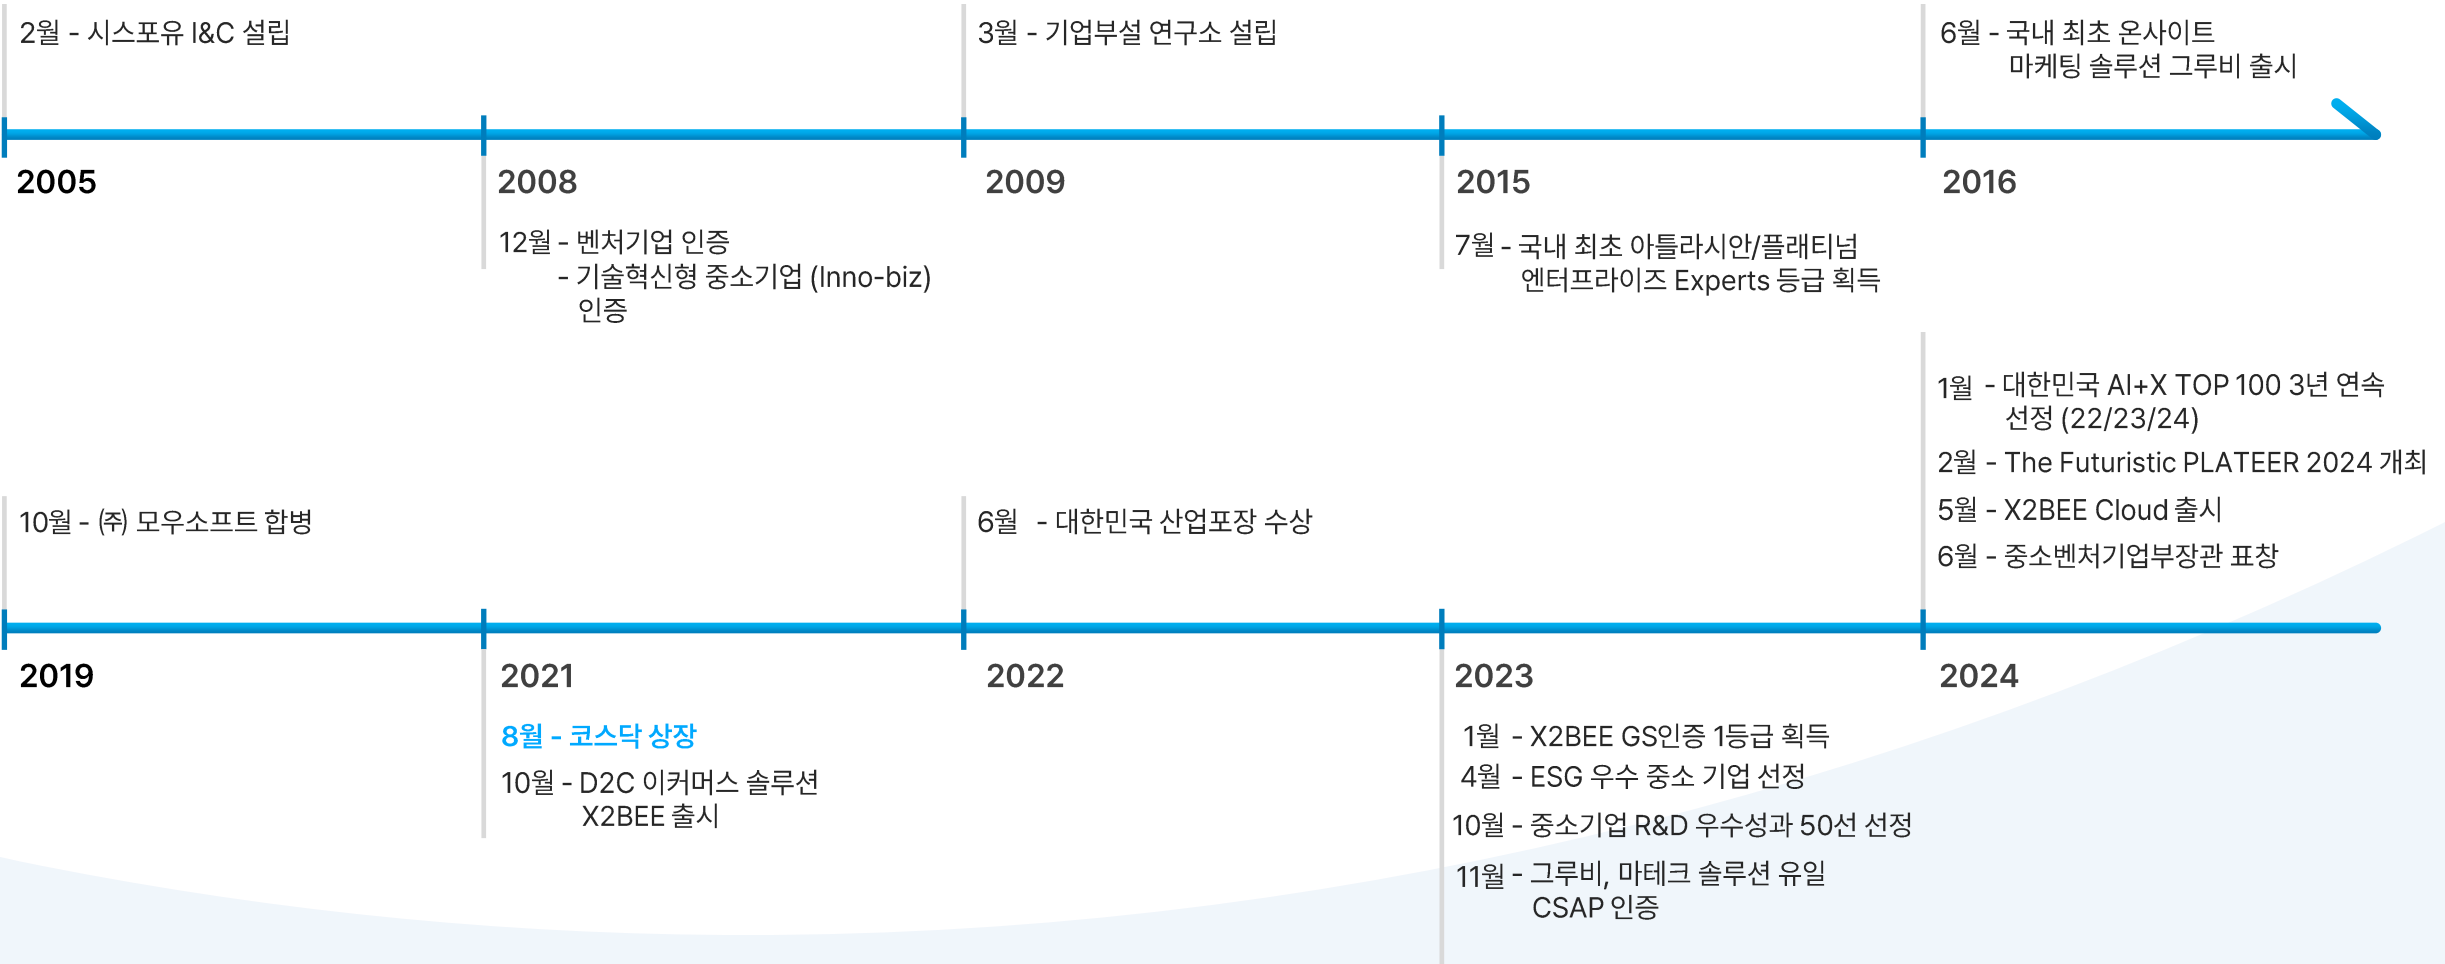 2월 - 시스포유 I&C 설립
3월 - 기업부설 연구소 설립
6월 - 국내 최초 온사이트
마케팅 솔루션 그루비 출시
2005
2008
2009
2015
2016
12월 - 벤처기업 인증
- 기술혁신형 중소기업 (Inno-biz)
인증
7월 - 국내 최초 아틀라시안/플래티넘
엔터프라이즈 Experts 등급 획득
10월 - ㈜ 모우소프트 합병
6월 - 대한민국 산업포장 수상
1월 - 대한민국 AI+X TOP 100 3년 연속
선정 (22/23/24)
2월 - The Futuristic PLATEER 2024 개최
5월 - X2BEE Cloud 출시
6월 - 중소벤처기업부장관 표창
2019
2021
2022
2023
2024
8월 - 코스닥 상장
10월 - D2C 이커머스 솔루션
X2BEE 출시
1월 - X2BEE GS인증 1등급 획득
4월 - ESG 우수 중소 기업 선정
10월 - 중소기업 R&D 우수성과 50선 선정
11월 - 그루비, 마테크 솔루션 유일
CSAP 인증